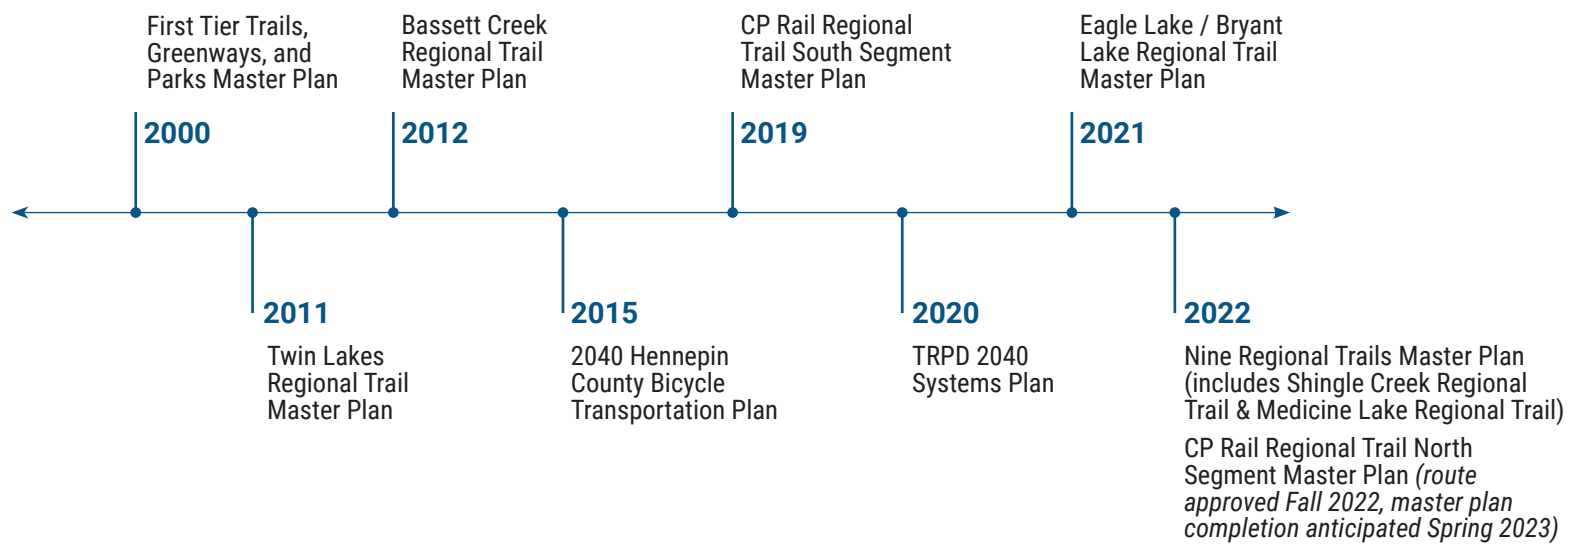 First Tier Trails,
Greenways, and
Parks Master Plan
2000
Bassett Creek
Regional Trail
Master Plan
2012
CP Rail Regional
Trail South Segment
Master Plan
2019
Eagle Lake / Bryant
Lake Regional Trail
Master Plan
2021
2011
Twin Lakes
Regional Trail
Master Plan
2015
2040 Hennepin
County Bicycle
Transportation Plan
2020
TRPD 2040
Systems Plan
2022
Nine Regional Trails Master Plan
(includes Shingle Creek Regional
Trail & Medicine Lake Regional Trail)
CP Rail Regional Trail North
Segment Master Plan (route
approved Fall 2022, master plan
completion anticipated Spring 2023)